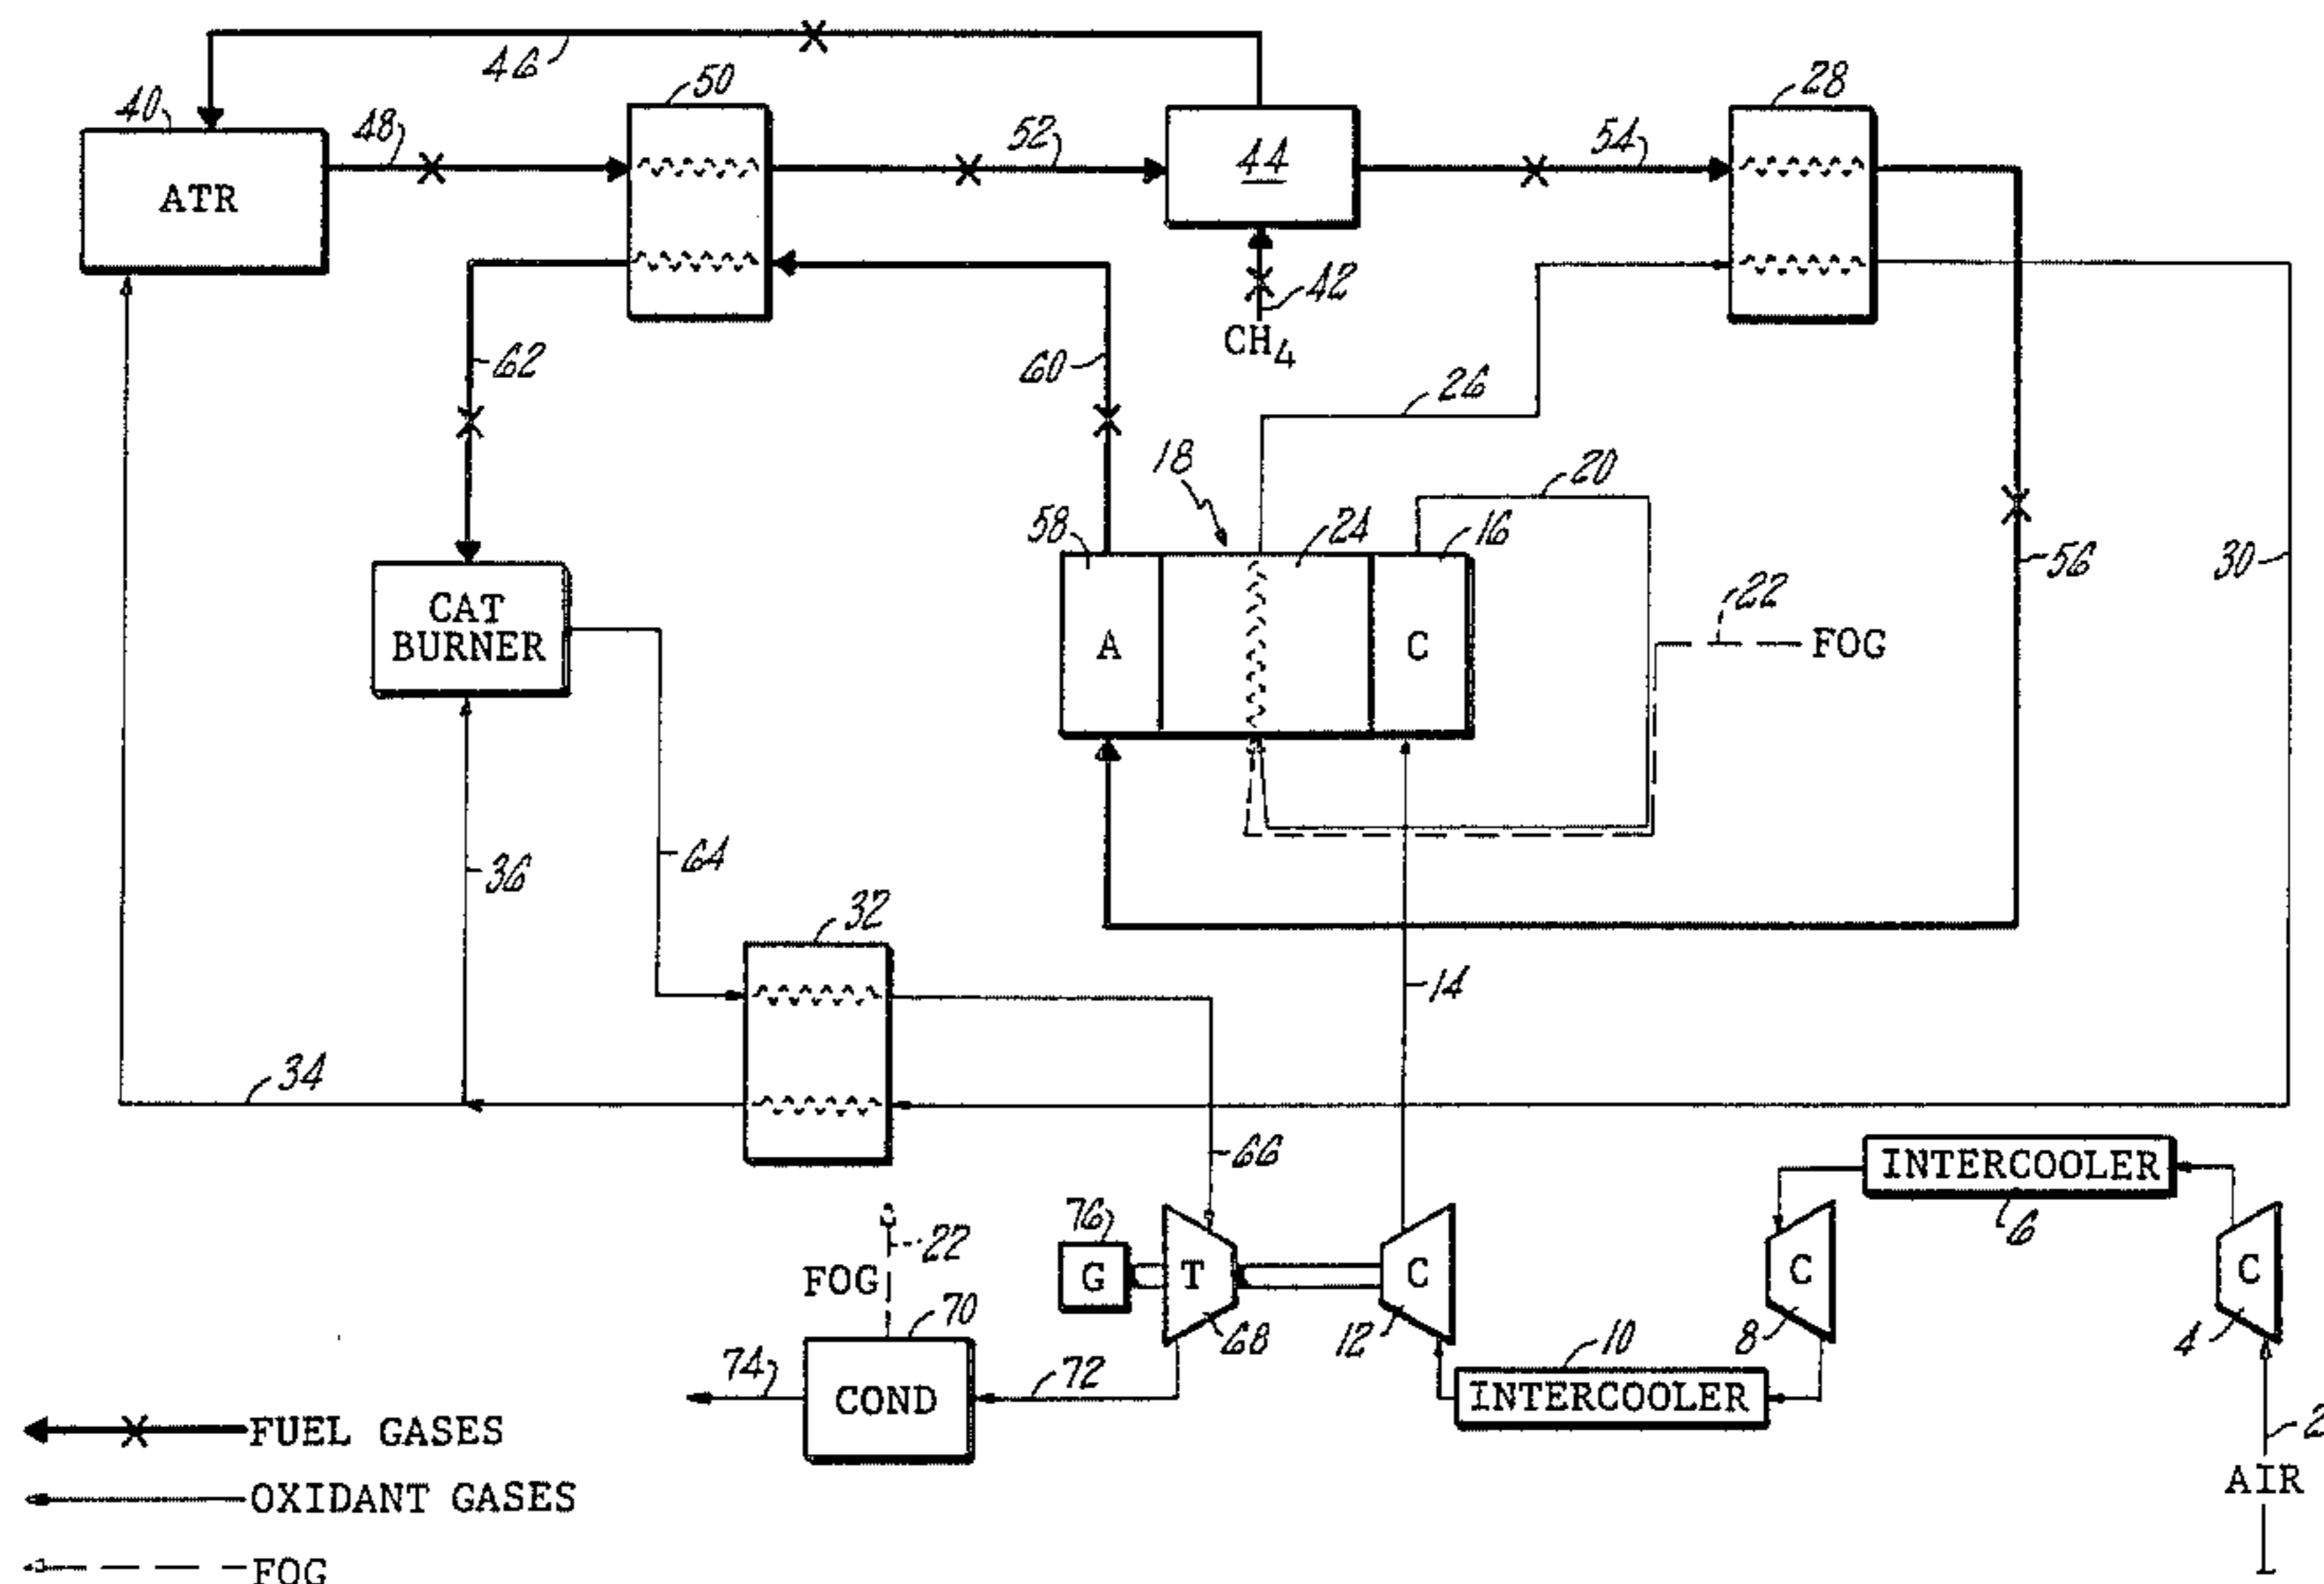 46
50
28
40
48
52
54
ATR
44
42
CH4
62
60
26
18
20
58
24
16
22
FOG
56
30
CAT
BURNER
A
C
64
36
32
14
34
66
INTERCOOLER
6
76
22
FOG
G
T
C
C
C
70
68
12
10
8
4
74
COND
72
INTERCOOLER
2
FUEL GASES
AIR
OXIDANT GASES
FOG